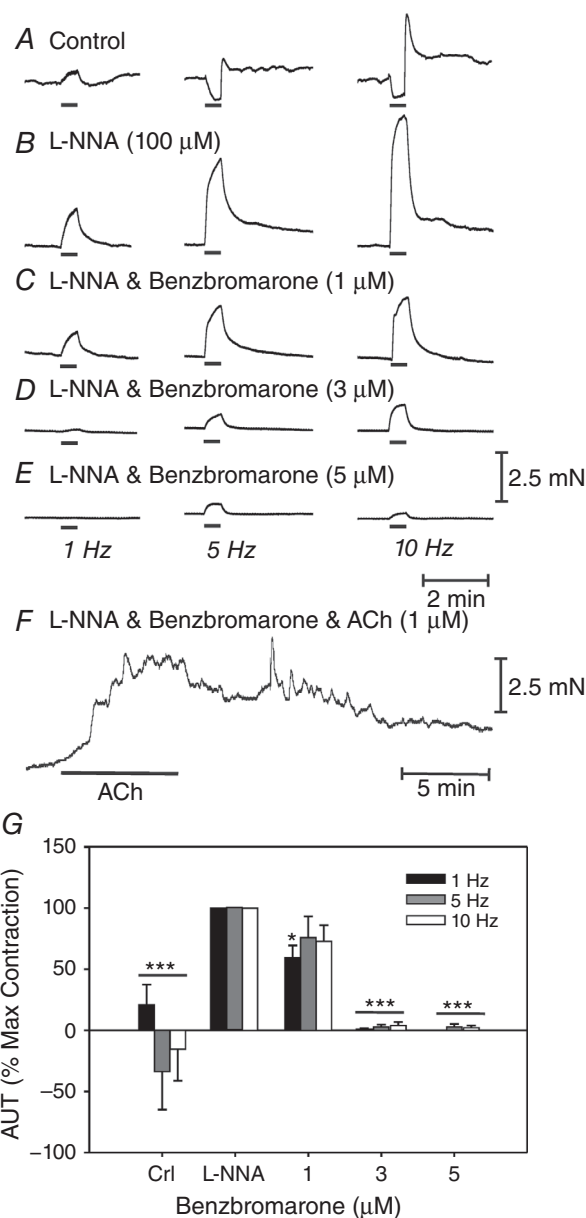 A Control
B L-NNA (100 μM)
C L-NNA & Benzbromarone (1 μM)
D L-NNA & Benzbromarone (3 μM)
E L-NNA & Benzbromarone (5 μM)
2.5 mN
1 Hz 5 Hz 10 Hz
2 min
F L-NNA & Benzbromarone & ACh (1 μM)
2.5 mN
ACh
5 min
G
AUT (% Max Contraction)
150
100
50
0
−50
−100
1 Hz
5 Hz
10 Hz
***
*
***
***
Crl L-NNA 1 3 5
Benzbromarone (μM)